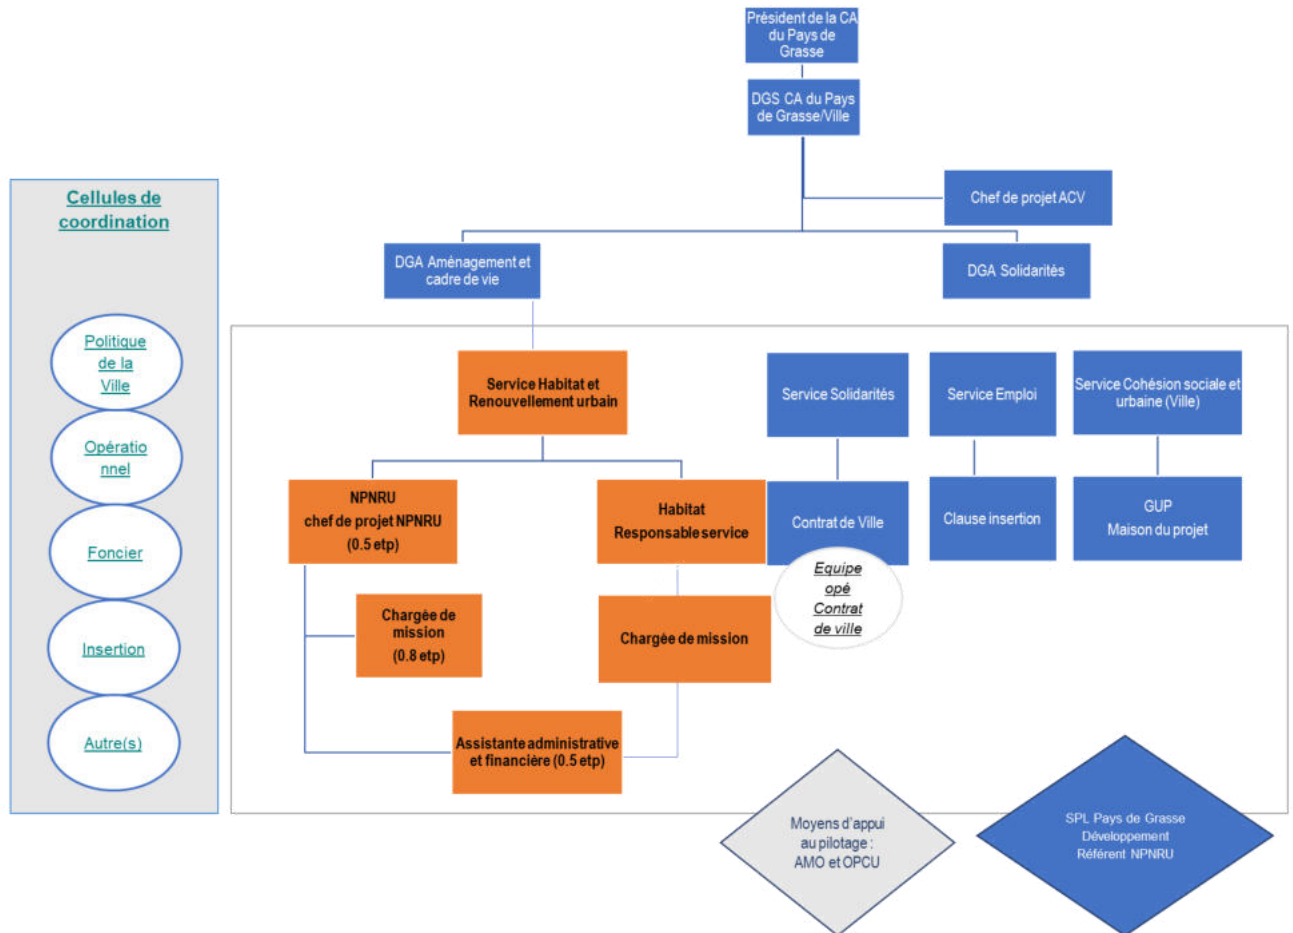 Président de la CA
du Pays de
Grasse
DGS CA du Pays
de Grasse/Ville
Chef de projet ACV
DGA Aménagement et
cadre de vie
DGA Solidarités
Cellules de
coordination
Politique
de la
Ville
Opératio
nnel
Foncier
Insertion
Autre(s)
Service Habitat et
Renouvellement urbain
Service Solidarités
Service Emploi
Service Cohésion sociale et
urbaine (Ville)
NPNRU
chef de projet NPNRU
(0.5 etp)
Habitat
Responsable service
Contrat de Ville
Clause insertion
GUP
Maison du projet
Equipe
opé
Contrat
de ville
Chargée de
mission
(0.8 etp)
Chargée de mission
Assistante administrative
et financière (0.5 etp)
Moyens d'appui
au pilotage :
AMO et OPCU
SPL Pays de Grasse
Développement
Référent NPNRU